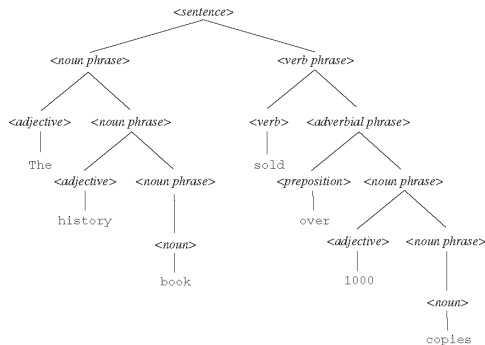 <sentence>
<noun phrase> <verb phrase>
<adjective> <noun phrase> <verb> <adverbial phrase>
The sold
<adjective> <noun phrase> <preposition> <noun phrase>
history over
<noun> <adjective> <noun phrase>
book 1000
<noun>
copies